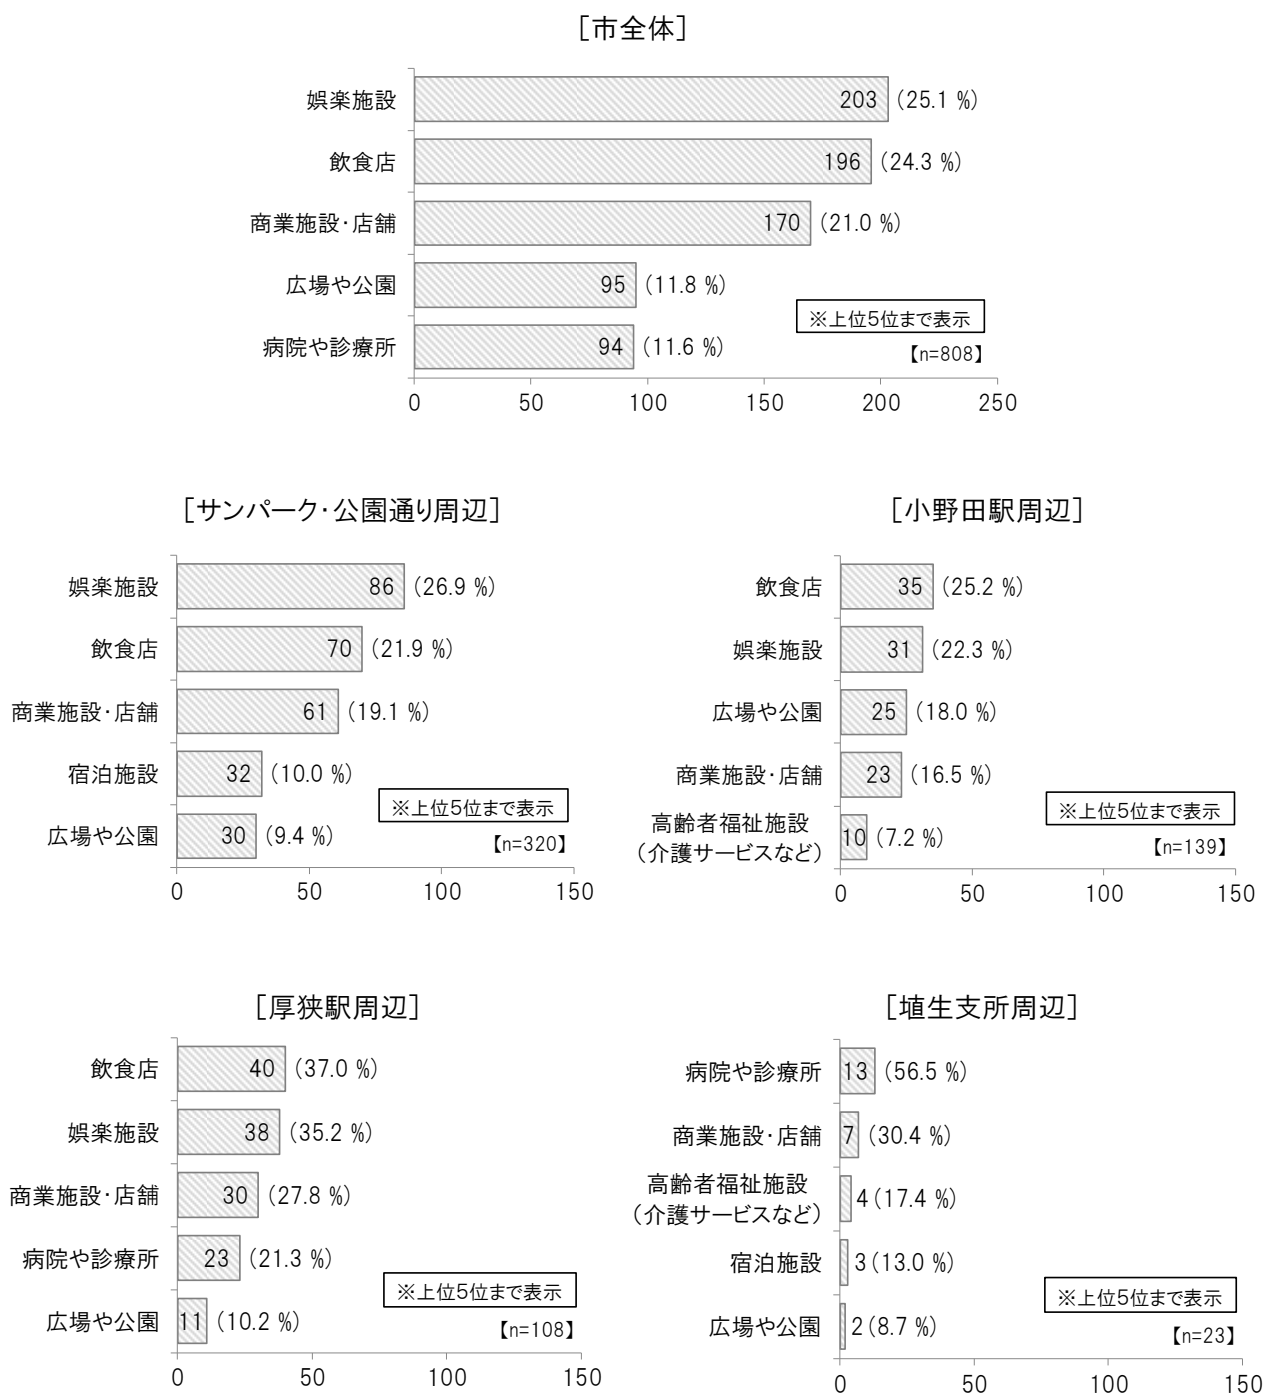 ［市全体］
娯楽施設 203 （25.1 %）
飲食店 196 （24.3 %）
商業施設･店舗 170 （21.0 %）
広場や公園 95 （11.8 %）
病院や診療所 94 （11.6 %）
※上位5位まで表示
【n=808】
0 50 100 150 200 250
［サンパーク･公園通り周辺］
娯楽施設 86 （26.9 %）
飲食店 70 （21.9 %）
商業施設･店舗 61 （19.1 %）
宿泊施設 32 （10.0 %）
広場や公園 30 （9.4 %）
※上位5位まで表示
【n=320】
0 50 100 150
［小野田駅周辺］
飲食店 35 （25.2 %）
娯楽施設 31 （22.3 %）
広場や公園 25 （18.0 %）
商業施設･店舗 23 （16.5 %）
高齢者福祉施設
（介護サービスなど） 10 （7.2 %）
※上位5位まで表示
【n=139】
0 50 100 150
［厚狭駅周辺］
飲食店 40 （37.0 %）
娯楽施設 38 （35.2 %）
商業施設･店舗 30 （27.8 %）
病院や診療所 23 （21.3 %）
広場や公園 11 （10.2 %）
※上位5位まで表示
【n=108】
0 50 100 150
［埴生支所周辺］
病院や診療所 13 （56.5 %）
商業施設･店舗 7 （30.4 %）
高齢者福祉施設
（介護サービスなど） 4 （17.4 %）
宿泊施設 3 （13.0 %）
広場や公園 2 （8.7 %）
※上位5位まで表示
【n=23】
0 50 100 150